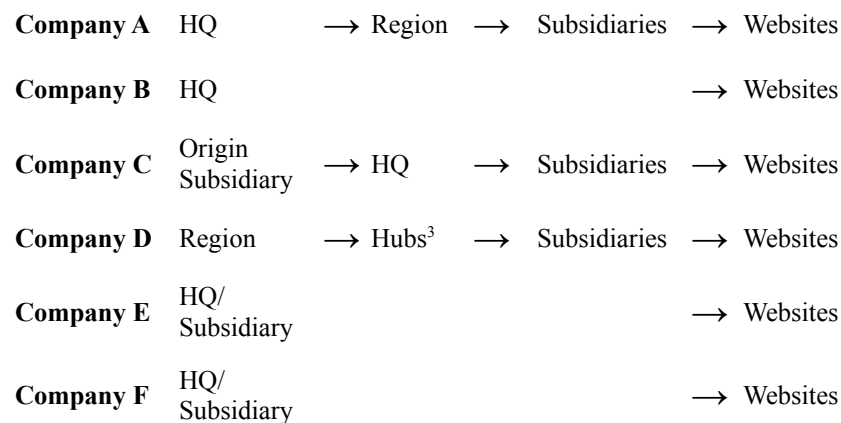 Company A HQ → Region → Subsidiaries → Websites
Company B HQ → Websites
Company C Origin Subsidiary → HQ → Subsidiaries → Websites
Company D Region → Hubs³ → Subsidiaries → Websites
Company E HQ/ Subsidiary → Websites
Company F HQ/ Subsidiary → Websites